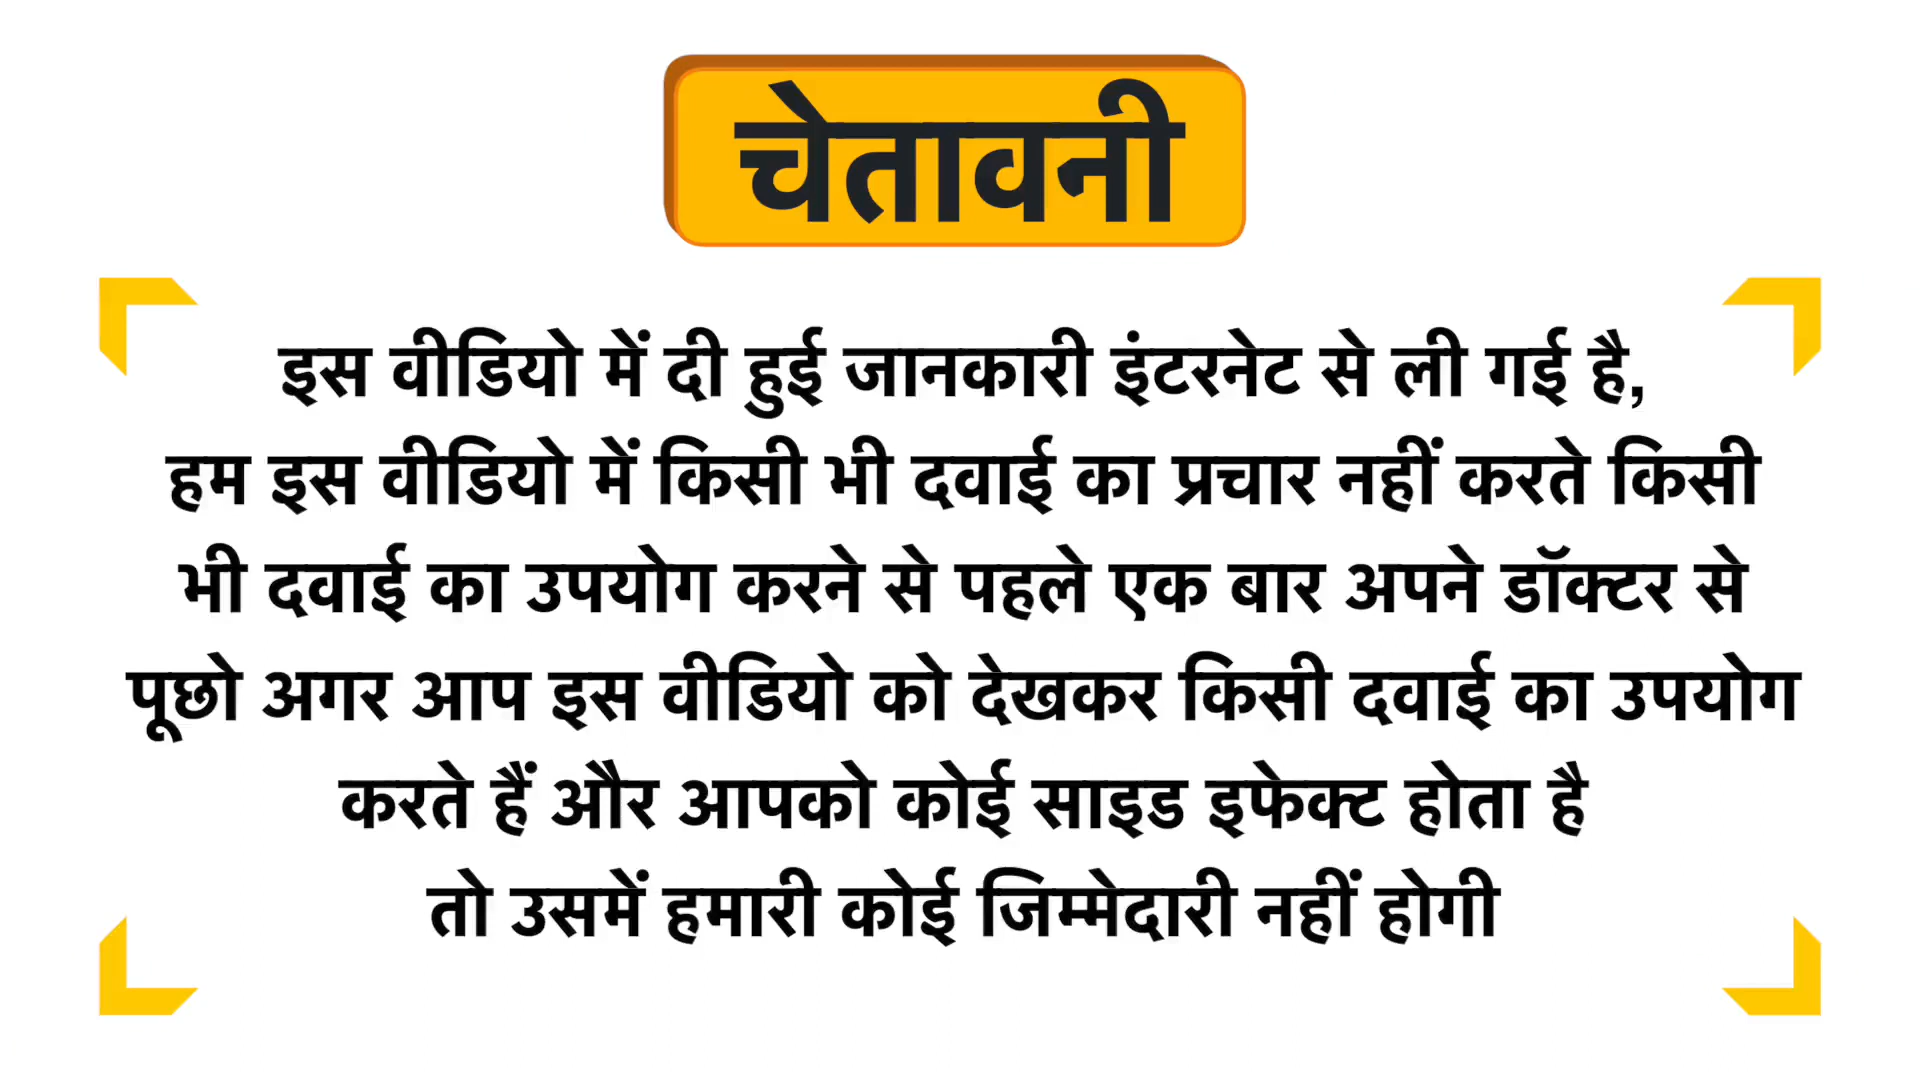 चेतावनी
इस वीडियो में दी हुई जानकारी इंटरनेट से ली गई है,
हम इस वीडियो में किसी भी दवाई का प्रचार नहीं करते किसी
भी दवाई का उपयोग करने से पहले एक बार अपने डॉक्टर से
पूछो अगर आप इस वीडियो को देखकर किसी दवाई का उपयोग
करते हैं और आपको कोई साइड इफेक्ट होता है
तो उसमें हमारी कोई जिम्मेदारी नहीं होगी